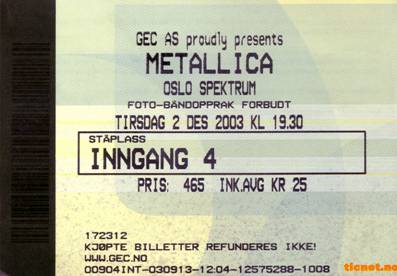 GEC AS proudly presents
METALLICA
OSLO SPEKTRUM
FOTO-BÅNDOPPRAK FORBUDT
TIRSDAG 2 DES 2003 KL 19.30
STÅPLASS
INNGANG 4
PRIS: 465 INK.AVG KR 25
172312
KJØPTE BILLETTER REFUNDERES IKKE!
WWW.GEC.NO
00904INT-030913-12:04-12575288-1008
ticnet.no